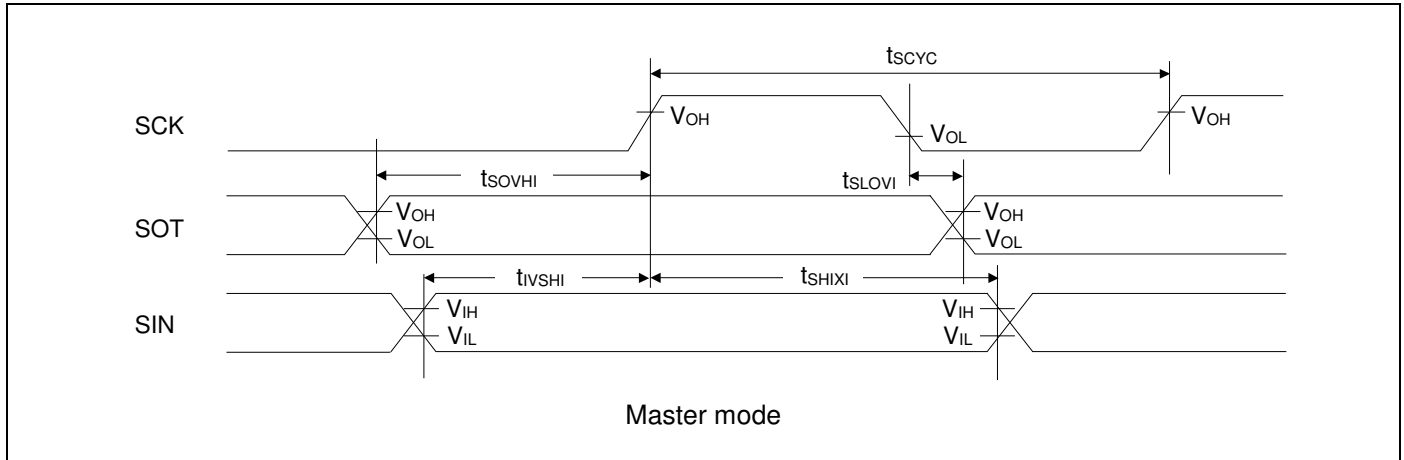 tSCYC
SCK
VOH
VOL
VOH
tSOVHI
tSLOVI
SOT
VOH
VOL
VOH
VOL
tIVSHI
tSHIXI
SIN
VIH
VIL
VIH
VIL
Master mode